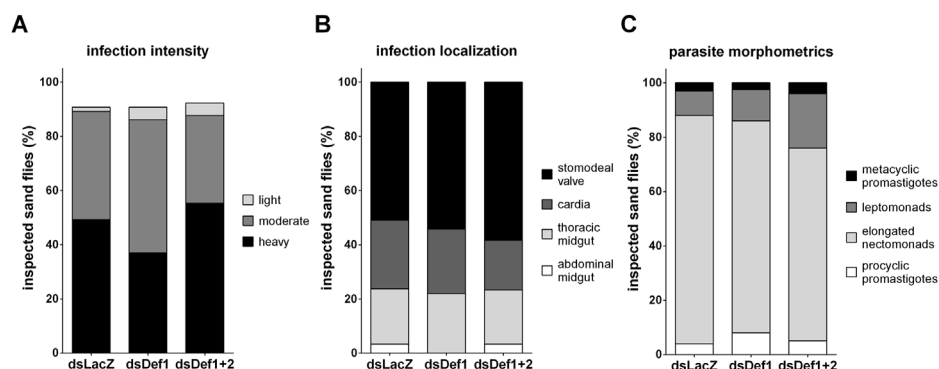 A
infection intensity
inspected sand flies (%)
100
80
60
40
20
0
dsLacZ dsDef1 dsDef1+2
light
moderate
heavy
B
infection localization
inspected sand flies (%)
100
80
60
40
20
0
dsLacZ dsDef1 dsDef1+2
stomodeal
valve
cardia
thoracic
midgut
abdominal
midgut
C
parasite morphometrics
inspected sand flies (%)
100
80
60
40
20
0
dsLacZ dsDef1 dsDef1+2
metacyclic
promastigotes
leptomonads
elongated
nectomonads
procyclic
promastigotes